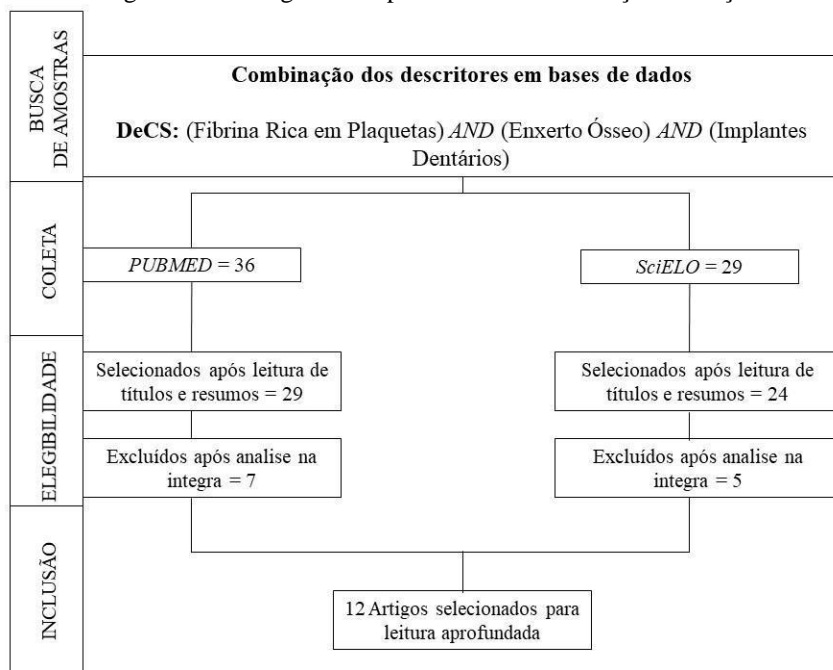 BUSCA
DE AMOSTRAS
Combinação dos descritores em bases de dados
DeCS: (Fibrina Rica em Plaquetas) AND (Enxerto Ósseo) AND (Implantes
Dentários)
COLETA
PUBMED = 36
SciELO = 29
ELEGIBILIDADE
Selecionados após leitura de
títulos e resumos = 29
Selecionados após leitura de
títulos e resumos = 24
Excluídos após analise na
integra = 7
Excluídos após analise na
integra = 5
INCLUSÃO
12 Artigos selecionados para
leitura aprofundada